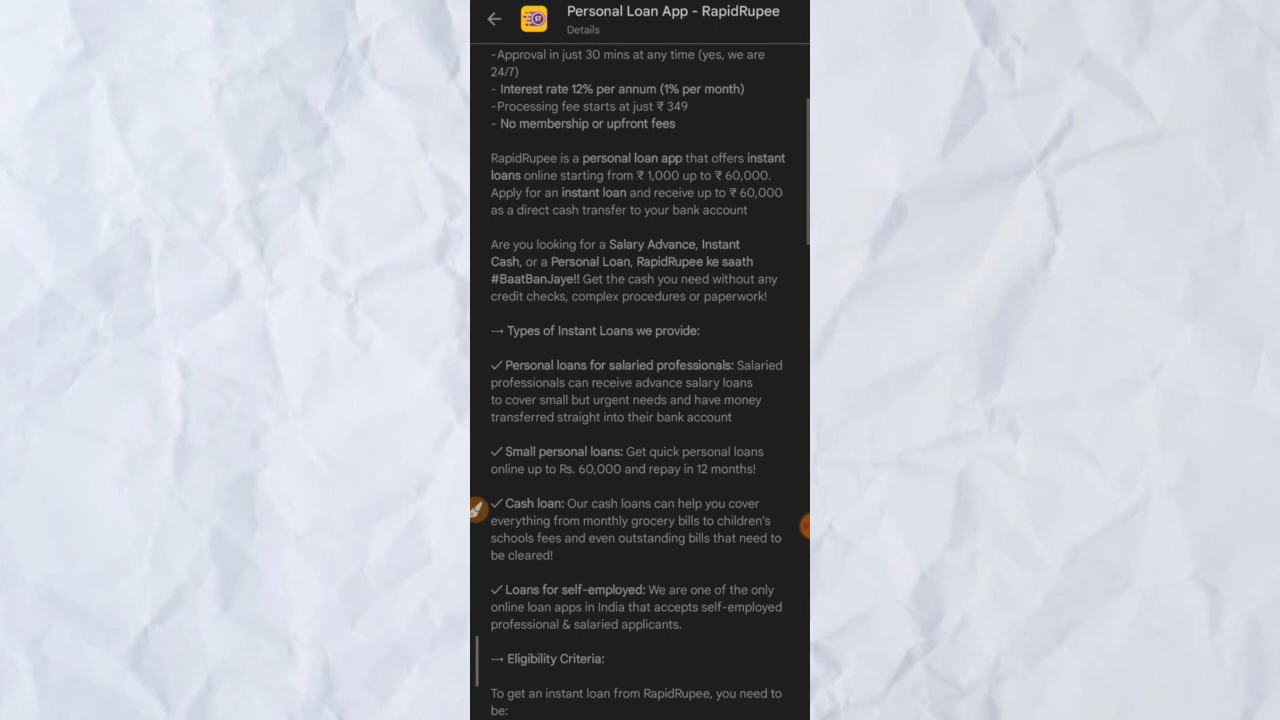 Personal Loan App - RapidRupee
Details
-Approval in just 30 mins at any time (yes, we are
24/7)
- Interest rate 12% per annum (1% per month)
-Processing fee starts at just ₹ 349
- No membership or upfront fees
RapidRupee is a personal loan app that offers instant
loans online starting from ₹ 1,000 up to ₹ 60,000.
Apply for an instant loan and receive up to ₹ 60,000
as a direct cash transfer to your bank account
Are you looking for a Salary Advance, Instant
Cash, or a Personal Loan, RapidRupee ke saath
#BaatBanJaye!! Get the cash you need without any
credit checks, complex procedures or paperwork!
→ Types of Instant Loans we provide:
✓ Personal loans for salaried professionals: Salaried
professionals can receive advance salary loans
to cover small but urgent needs and have money
transferred straight into their bank account
✓ Small personal loans: Get quick personal loans
online up to Rs. 60,000 and repay in 12 months!
✓ Cash loan: Our cash loans can help you cover
everything from monthly grocery bills to children's
schools fees and even outstanding bills that need to
be cleared!
✓ Loans for self-employed: We are one of the only
online loan apps in India that accepts self-employed
professional & salaried applicants.
→ Eligibility Criteria:
To get an instant loan from RapidRupee, you need to
be: